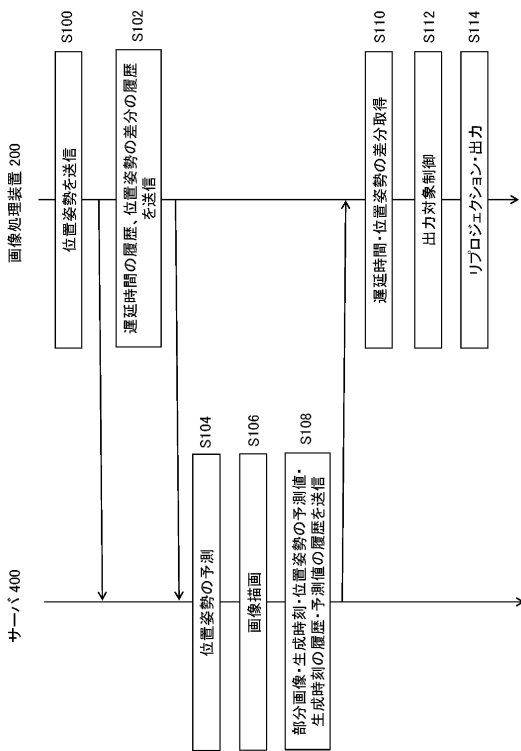 画像処理装置 200
サーバ 400
位置姿勢を送信
S100
遅延時間の履歴、位置姿勢の差分の履歴
を送信
S102
位置姿勢の予測
S104
画像描画
S106
部分画像・生成時刻・位置姿勢の予測値・
生成時刻の履歴・予測値の履歴を送信
S108
遅延時間・位置姿勢の差分取得
S110
出力対象制御
S112
リプロジェクション・出力
S114